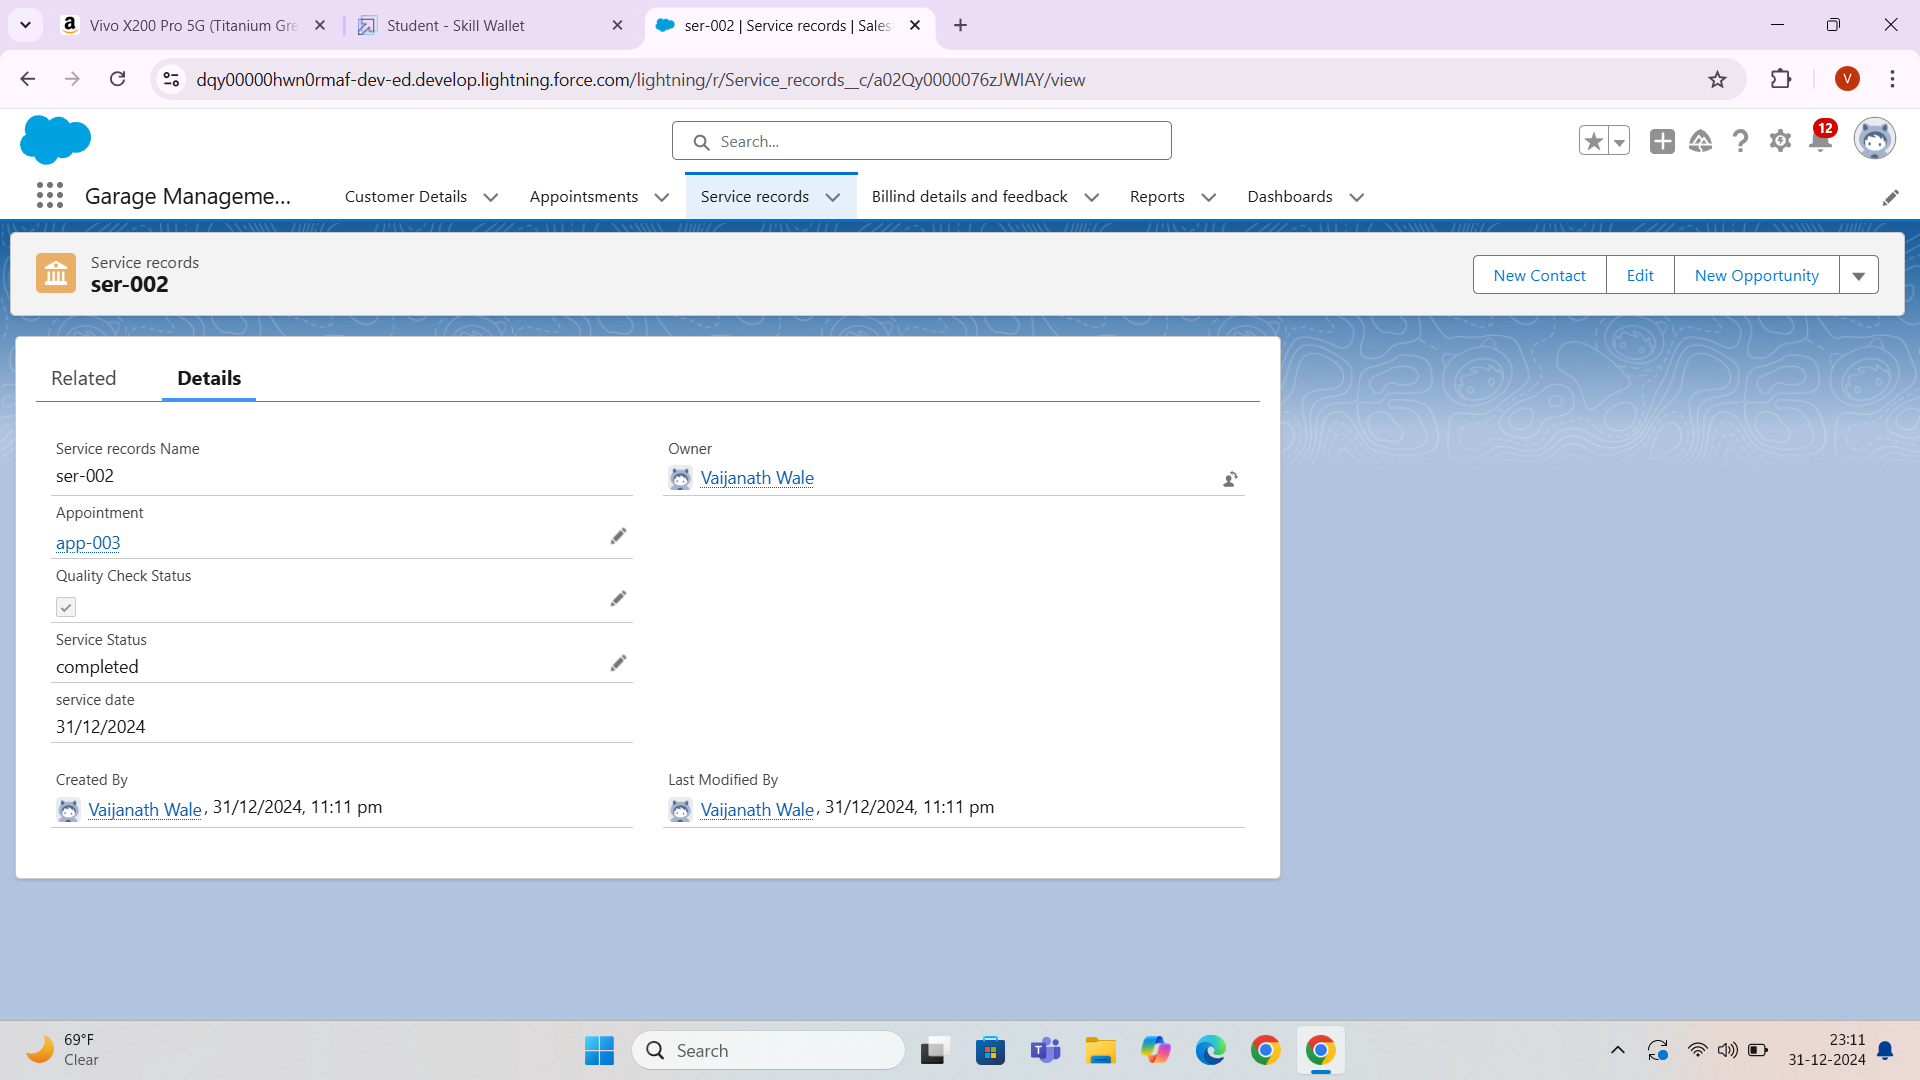 Vivo X200 Pro 5G (Titanium Gre
Student - Skill Wallet
ser-002 | Service records | Sales
dqy00000hwn0rmaf-dev-ed.develop.lightning.force.com/lightning/r/Service_records__c/a02Qy0000076zJWIAY/view
V
Search...
12
Garage Manageme...
Customer Details
Appointsments
Service records
Billind details and feedback
Reports
Dashboards
Service records
ser-002
New Contact
Edit
New Opportunity
Related
Details
Service records Name
ser-002
Owner
Vaijanath Wale
Appointment
app-003
Quality Check Status
Service Status
completed
service date
31/12/2024
Created By
Vaijanath Wale, 31/12/2024, 11:11 pm
Last Modified By
Vaijanath Wale, 31/12/2024, 11:11 pm
69°F
Clear
Search
23:11
31-12-2024